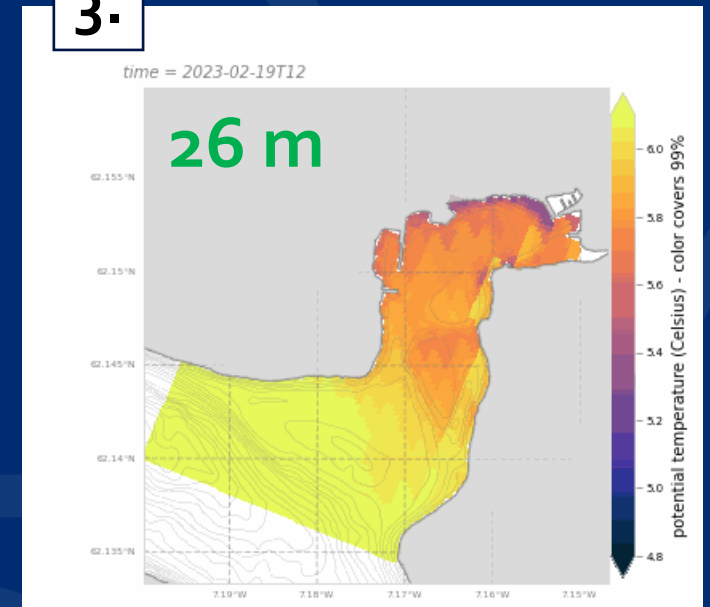 3.
time = 2023-02-19T12
26 m
62.155°N
62.15°N
62.145°N
62.14°N
62.135°N
7.19°W
7.18°W
7.17°W
7.16°W
7.15°W
6.0
5.8
5.6
5.4
5.2
5.0
4.8
potential temperature (Celsius) - color covers 99%